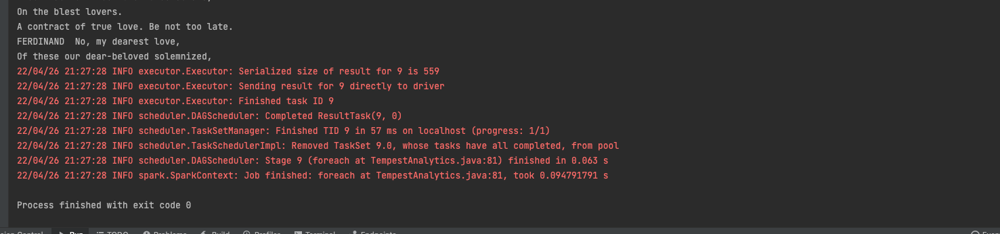 On the blest lovers.
A contract of true love. Be not too late.
FERDINAND  No, my dearest love,
Of these our dear-beloved solemnized,
22/04/26 21:27:28 INFO executor.Executor: Serialized size of result for 9 is 559
22/04/26 21:27:28 INFO executor.Executor: Sending result for 9 directly to driver
22/04/26 21:27:28 INFO executor.Executor: Finished task ID 9
22/04/26 21:27:28 INFO scheduler.DAGScheduler: Completed ResultTask(9, 0)
22/04/26 21:27:28 INFO scheduler.TaskSetManager: Finished TID 9 in 57 ms on localhost (progress: 1/1)
22/04/26 21:27:28 INFO scheduler.TaskSchedulerImpl: Removed TaskSet 9.0, whose tasks have all completed, from pool
22/04/26 21:27:28 INFO scheduler.DAGScheduler: Stage 9 (foreach at TempestAnalytics.java:81) finished in 0.063 s
22/04/26 21:27:28 INFO spark.SparkContext: Job finished: foreach at TempestAnalytics.java:81, took 0.094791791 s
Process finished with exit code 0
Control Run TODO Problems Build Profiler Terminal Endpoints